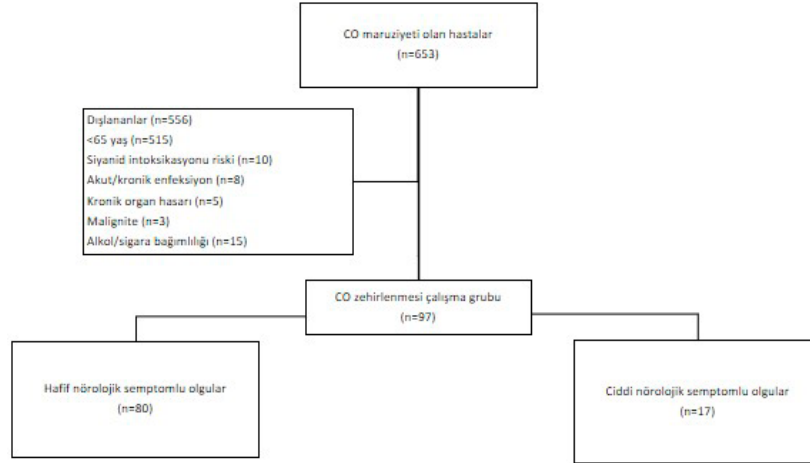 CO maruziyeti olan hastalar
(n=653)
Dışlananlar (n=556)
<65 yaş (n=515)
Siyanid intoksikasyonu riski (n=10)
Akut/kronik enfeksiyon (n=8)
Kronik organ hasarı (n=5)
Malignite (n=3)
Alkol/sigara bağımlılığı (n=15)
CO zehirlenmesi çalışma grubu
(n=97)
Hafif nörolojik semptomlu olgular
(n=80)
Ciddi nörolojik semptomlu olgular
(n=17)